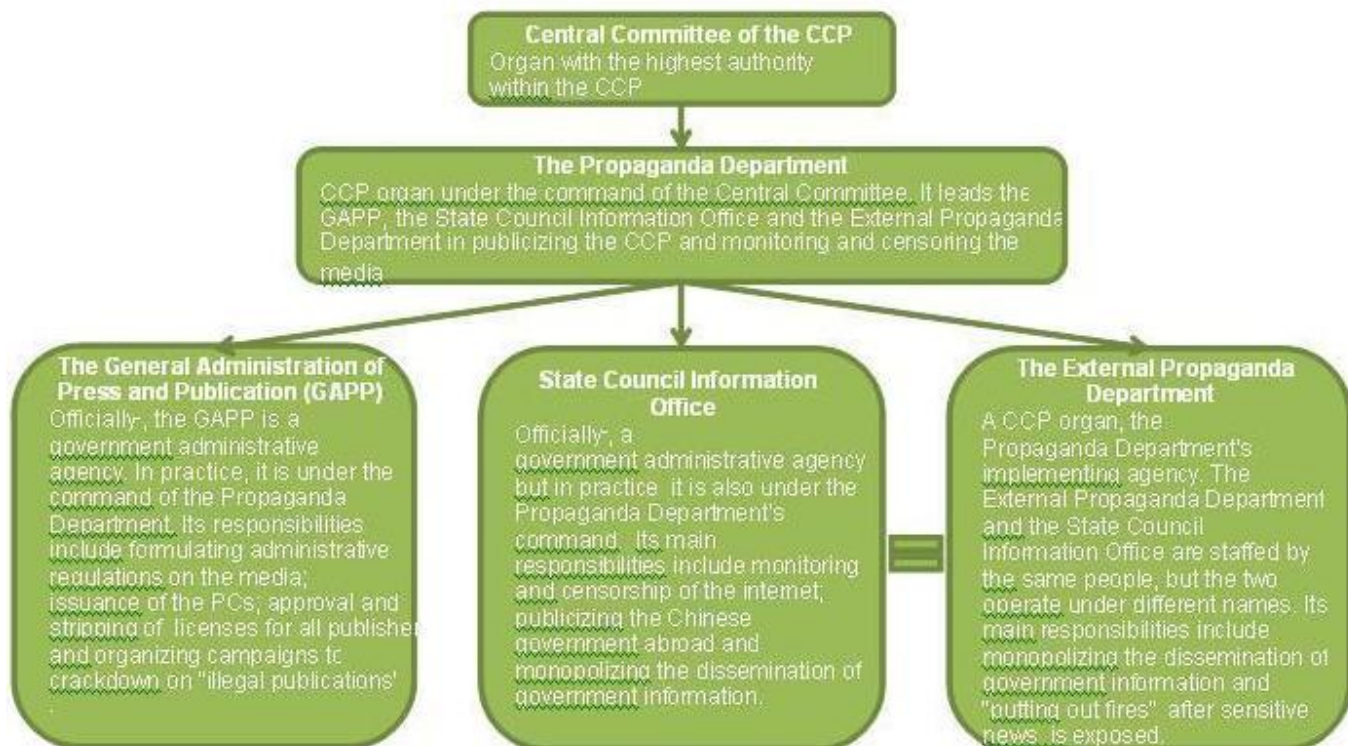 Central Committee of the CCP
Organ with the highest authority
within the CCP
The Propaganda Department
CCP organ under the command of the Central Committee. It leads the
GAPP, the State Council Information Office and the External Propaganda
Department in publicizing the CCP and monitoring and censoring the
media
The General Administration of
Press and Publication (GAPP)
Officially-, the GAPP is a
government administrative
agency. In practice, it is under the
command of the Propaganda
Department. Its responsibilities
include formulating administrative
regulations on the media;
issuance of the PCs; approval and
stripping of licenses for all publisher
and organizing campaigns to
crackdown on "illegal publications"
.
State Council Information
Office
Officially-, a
government administrative agency
but in practice it is also under the
Propaganda Department's
command. Its main
responsibilities include monitoring
and censorship of the internet;
publicizing the Chinese
government abroad and
monopolizing the dissemination of
government information.
The External Propaganda
Department
A CCP organ, the
Propaganda Department's
implementing agency. The
External Propaganda Department
and the State Council
Information Office are staffed by
the same people, but the two
operate under different names. Its
main responsibilities include
monopolizing the dissemination of
government information and
"putting out fires" after sensitive
news is exposed.